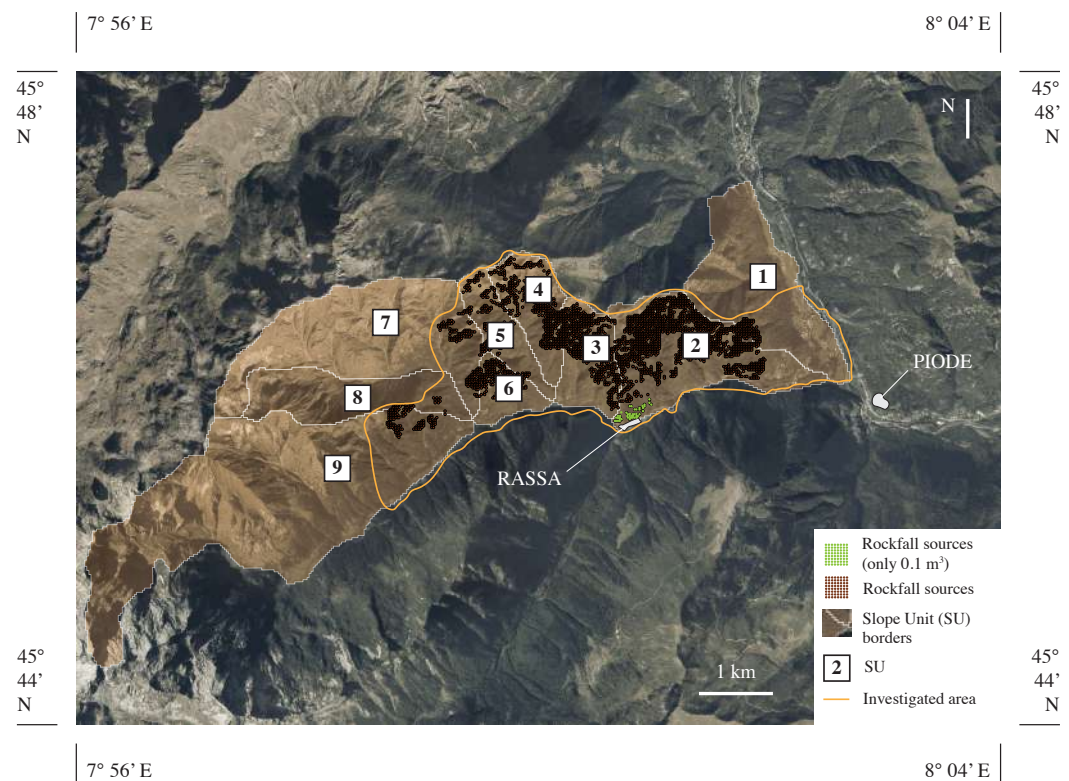 7° 56’ E
8° 04’ E
45°
48’
N
45°
48’
N
N
1
4
7
5
3
2
6
8
9
PIODE
RASSA
Rockfall sources
(only 0.1 m³)
Rockfall sources
Slope Unit (SU)
borders
2 SU
Investigated area
1 km
45°
44’
N
45°
44’
N
7° 56’ E
8° 04’ E